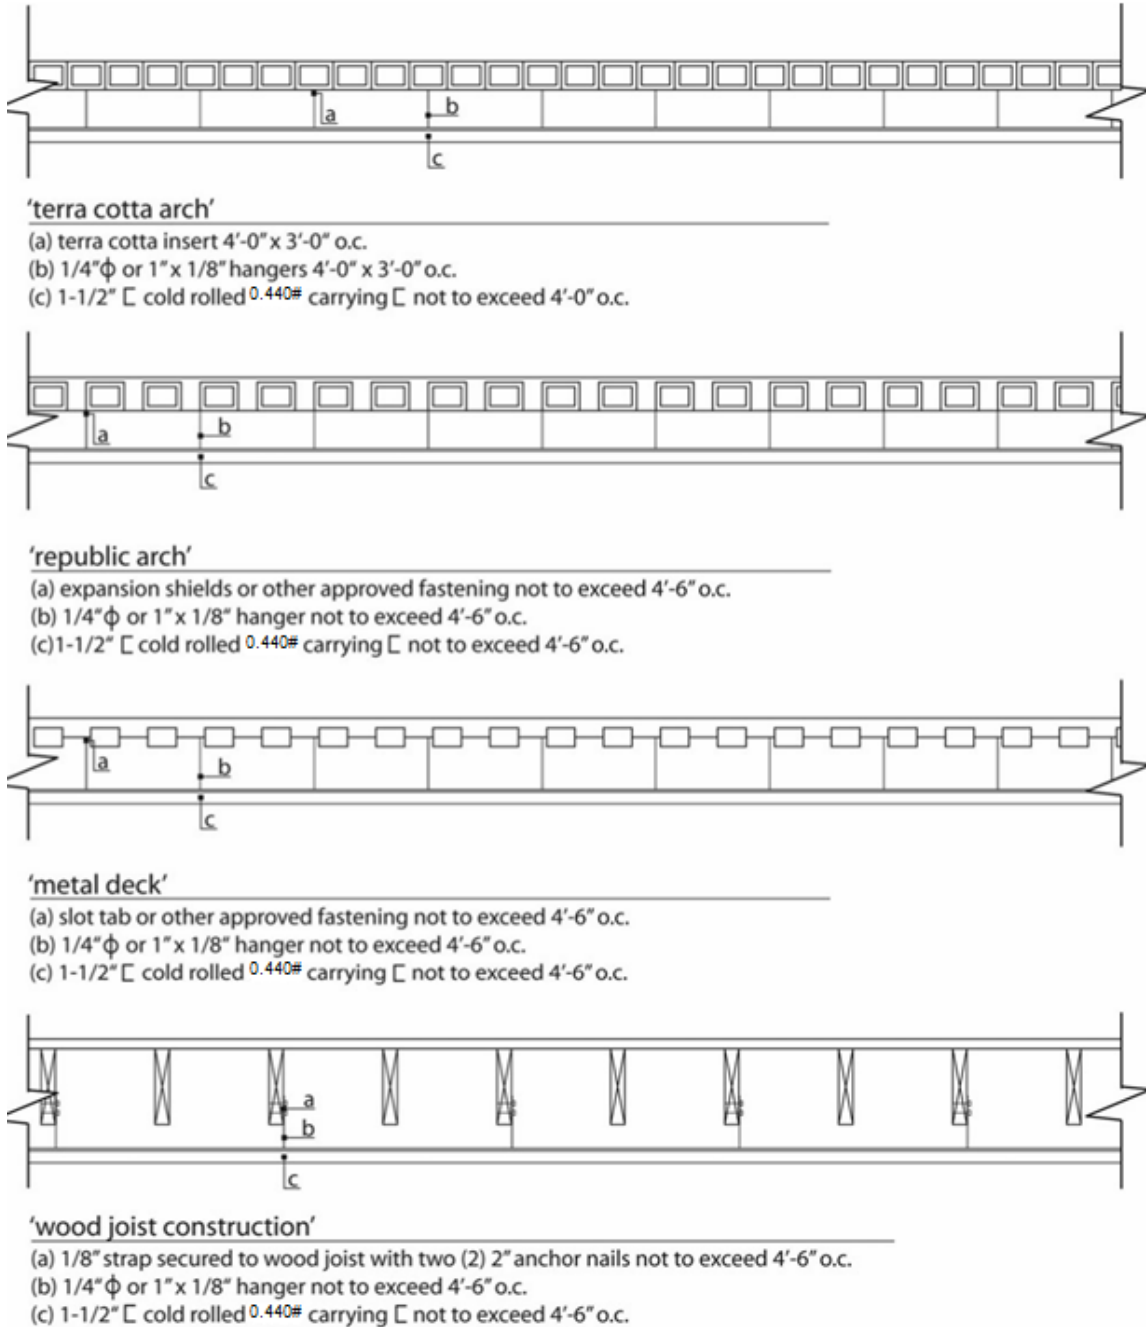 a
b
c
'terra cotta arch'
(a) terra cotta insert 4'-0" x 3'-0" o.c.
(b) 1/4"ϕ or 1" x 1/8" hangers 4'-0" x 3'-0" o.c.
(c) 1-1/2" [ cold rolled 0.440# carrying [ not to exceed 4'-0" o.c.
a
b
c
'republic arch'
(a) expansion shields or other approved fastening not to exceed 4'-6" o.c.
(b) 1/4"ϕ or 1" x 1/8" hanger not to exceed 4'-6" o.c.
(c)1-1/2" [ cold rolled 0.440# carrying [ not to exceed 4'-6" o.c.
a
b
c
'metal deck'
(a) slot tab or other approved fastening not to exceed 4'-6" o.c.
(b) 1/4"ϕ or 1" x 1/8" hanger not to exceed 4'-6" o.c.
(c) 1-1/2" [ cold rolled 0.440# carrying [ not to exceed 4'-6" o.c.
a
b
c
'wood joist construction'
(a) 1/8" strap secured to wood joist with two (2) 2" anchor nails not to exceed 4'-6" o.c.
(b) 1/4"ϕ or 1" x 1/8" hanger not to exceed 4'-6" o.c.
(c) 1-1/2" [ cold rolled 0.440# carrying [ not to exceed 4'-6" o.c.